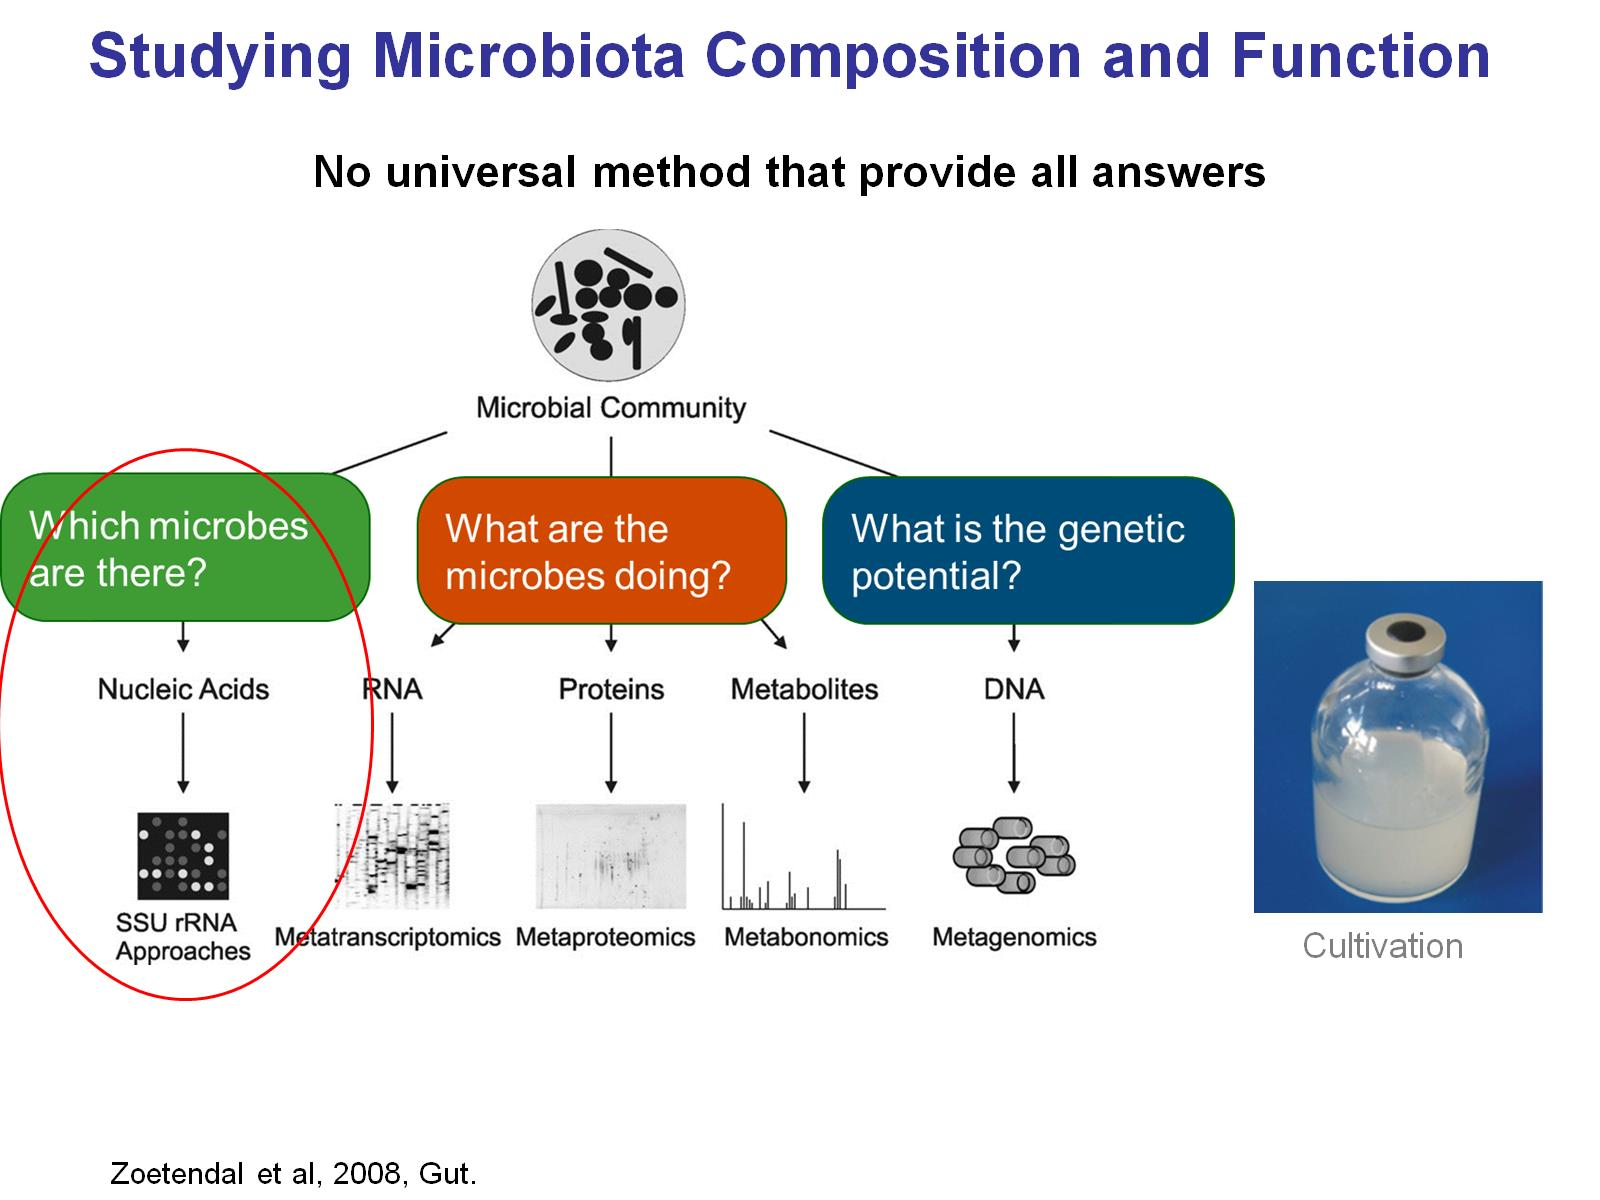 Studying Microbiota Composition and Function
No universal method that provide all answers
Microbial Community
Which microbes
are there?
What are the
microbes doing?
What is the genetic
potential?
Nucleic Acids
RNA
Proteins
Metabolites
DNA
SSU rRNA
Approaches
Metatranscriptomics
Metaproteomics
Metabonomics
Metagenomics
Cultivation
Zoetendal et al, 2008, Gut.